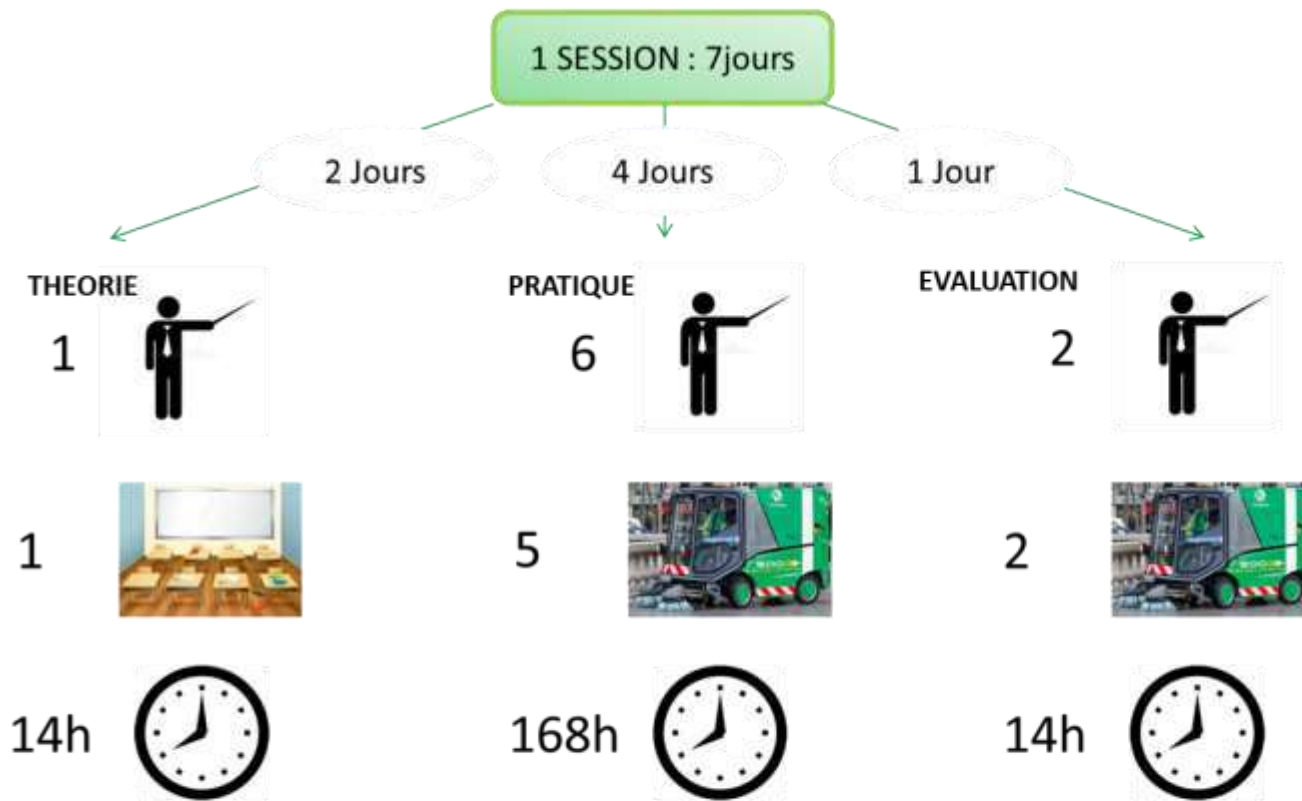 1 SESSION : 7jours
2 Jours
4 Jours
1 Jour
THEORIE
PRATIQUE
EVALUATION
1
6
2
1
5
2
14h
168h
14h